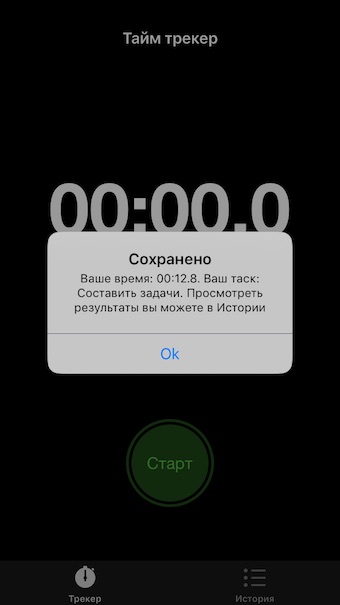 Тайм трекер
00:00.0
Сохранено
Ваше время: 00:12.8. Ваш таск:
Составить задачи. Просмотреть
результаты вы можете в Истории
Ok
Старт
Трекер
История